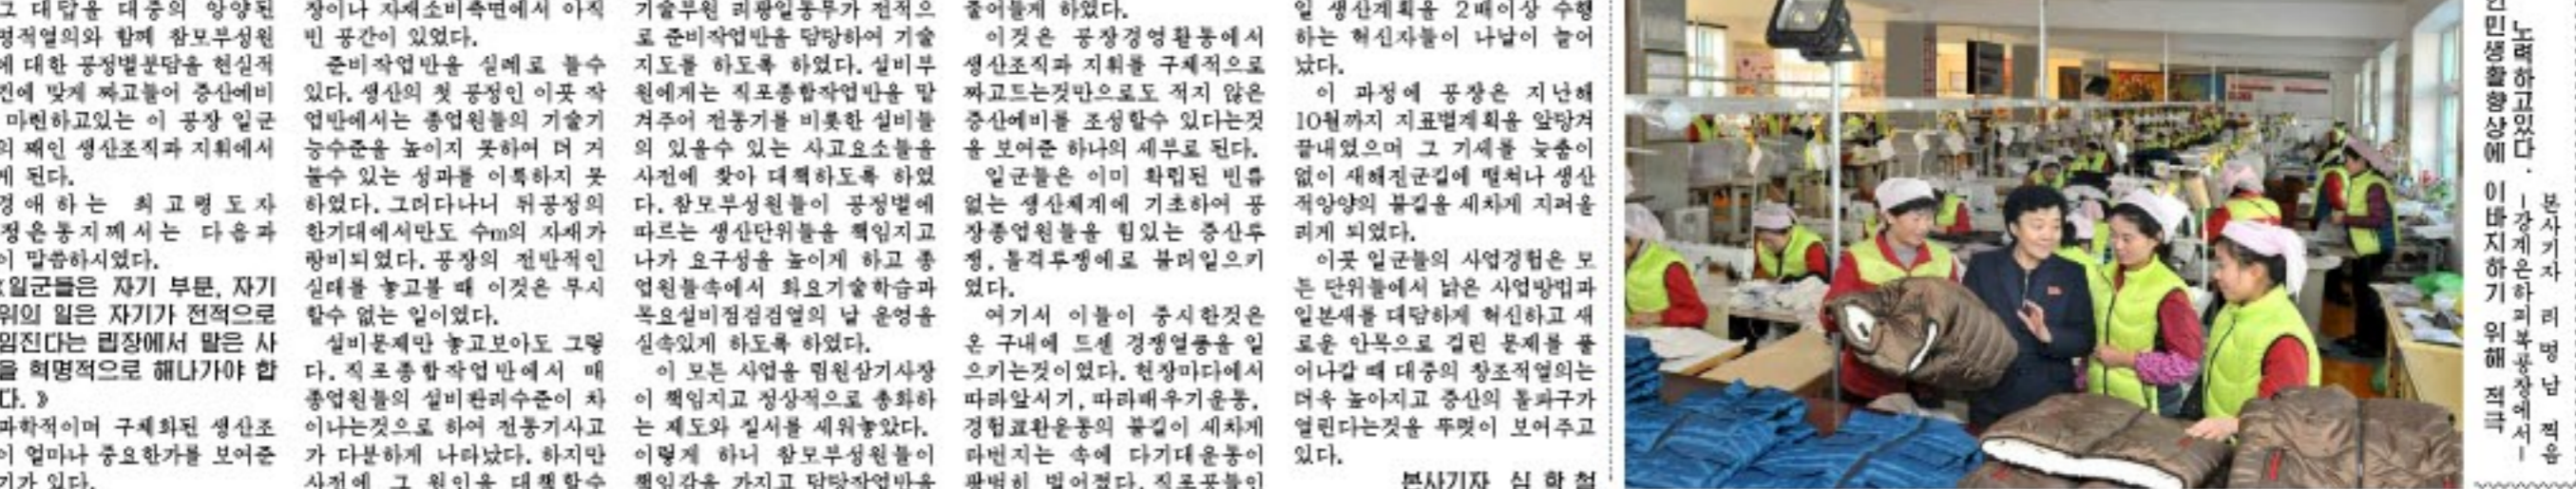 그 대답을 대중의 앙양된
명적열의와 함께 참모부성원
에 대한 공정별분담을 현실적
건에 맞게 짜고들어 증산예비
마련하고있는 이 공장 일군
의 째인 생산조직과 지휘에서
게 된다.
경애하는 최고령도자
정은동지께서는 다음과
이 말씀하시였다.
《일군들은 자기 부문, 자기
위의 일은 자기가 전적으로
임진다는 립장에서 맡은 사
을 혁명적으로 해나가야 합
다.》
과학적이며 구체화된 생산조
이 얼마나 중요한가를 보여준
기가 있다.
장이나 자재소비측면에서 아직
빈 공간이 있었다.
준비작업반을 실례로 들수
있다. 생산의 첫 공정인 이곳 작
업반에서는 종업원들의 기술기
능수준을 높이지 못하여 더 거
둘수 있는 성과를 이룩하지 못
하였다. 그러다나니 뒤공정의
한기대에서만도 수m의 자재가
랑비되였다. 공장의 전반적인
실태를 놓고볼 때 이것은 무시
할수 없는 일이였다.
설비문제만 놓고보아도 그렇
다. 직포종합작업반에서 매
종업원들의 설비관리수준이 차
이나는것으로 하여 전동기사고
가 다분하게 나타났다. 하지만
사전에 그 원인을 대책할수
기술부원 리광일동무가 전적으
로 준비작업반을 담당하여 기술
지도를 하도록 하였다. 설비부
원에게는 직포종합작업반을 맡
겨주어 전동기를 비롯한 설비들
의 있을수 있는 사고요소들을
사전에 찾아 대책하도록 하였
다. 참모부성원들이 공정별에
따르는 생산단위들을 책임지고
나가 요구성을 높이게 하고 종
업원들속에서 화요기술학습과
목요설비점검검열의 날 운영을
실속있게 하도록 하였다.
이 모든 사업을 림원삼기사장
이 책임지고 정상적으로 총화하
는 제도와 질서를 세워놓았다.
이렇게 하니 참모부성원들이
책임감을 가지고 담당작업반을
줄어들게 하였다.
이것은 공장경영활동에서
생산조직과 지휘를 구체적으로
짜고드는것만으로도 적지 않은
증산예비를 조성할수 있다는것
을 보여준 하나의 세부로 된다.
일군들은 이미 확립된 빈틈
없는 생산체계에 기초하여 공
장종업원들을 힘있는 증산투
쟁, 돌격투쟁에로 불러일으키
였다.
여기서 이들이 중시한것은
온 구내에 드센 경쟁열풍을 일
으키는것이였다. 현장마다에서
따라앞서기, 따라배우기운동,
경험교환운동의 불길이 세차게
타번지는 속에 다기대운동이
광범히 벌어졌다. 직포공들인
일 생산계획을 2배이상 수행
하는 혁신자들이 나날이 늘어
났다.
이 과정에 공장은 지난해
10월까지 지표별계획을 앞당겨
끝내였으며 그 기세를 늦춤이
없이 새해진군길에 떨쳐나 생산
적앙양의 불길을 세차게 지펴올
리게 되였다.
이곳 일군들의 사업경험은 모
든 단위들에서 낡은 사업방법과
일본새를 대담하게 혁신하고 새
로운 안목으로 걸린 문제를 풀
어나갈 때 대중의 창조적열의는
더욱 높아지고 증산의 돌파구가
열린다는것을 뚜렷이 보여주고
있다.
본사기자 심학철
인민생활향상에 이바지하기 위해 적극
노력하고있다.
-강계은하피복공장에서-
본사기자 리명남 찍음